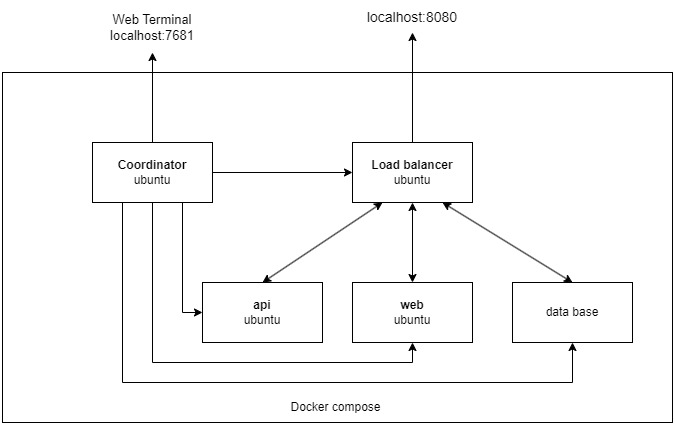 Web Terminal
localhost:7681
localhost:8080
Coordinator
ubuntu
Load balancer
ubuntu
api
ubuntu
web
ubuntu
data base
Docker compose